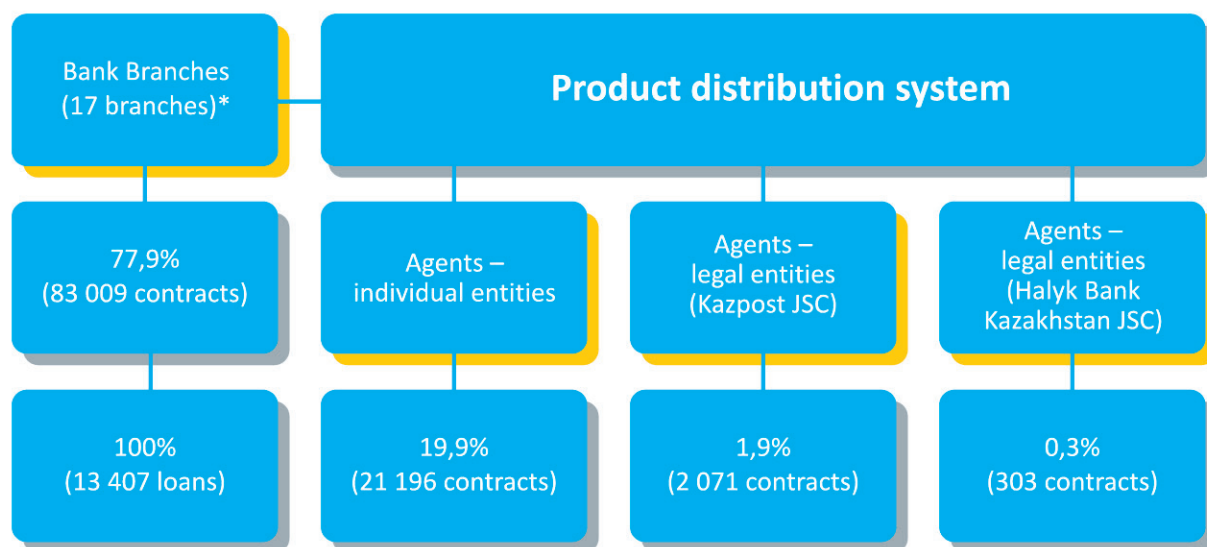 Bank Branches
(17 branches)*
Product distribution system
77,9%
(83 009 contracts)
Agents –
individual entities
Agents –
legal entities
(Kazpost JSC)
Agents –
legal entities
(Halyk Bank
Kazakhstan JSC)
100%
(13 407 loans)
19,9%
(21 196 contracts)
1,9%
(2 071 contracts)
0,3%
(303 contracts)